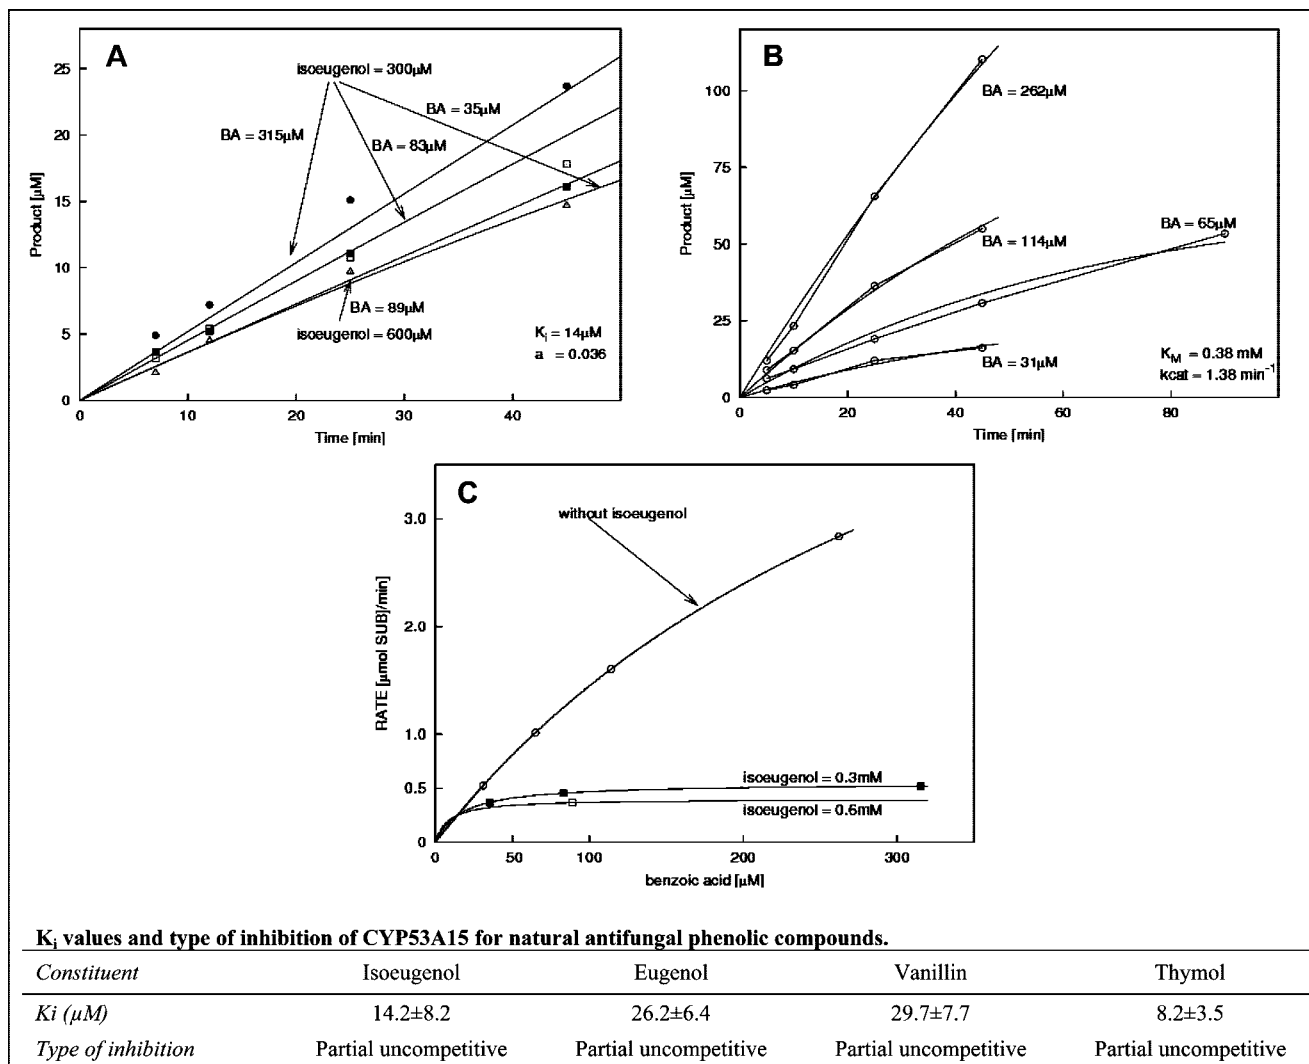 A
25
20
15
10
5
0
0
10
20
30
40
Product [µM]
Time [min]
isoeugenol = 300µM
BA = 315µM
BA = 83µM
BA = 35µM
BA = 89µM
isoeugenol = 600µM
Ki = 14µM
a = 0.036
B
100
75
50
25
0
0
20
40
60
80
Product [µM]
Time [min]
BA = 262µM
BA = 114µM
BA = 65µM
BA = 31µM
KM = 0.38 mM
kcat = 1.38 min⁻¹
C
3.0
2.0
1.0
0.5
0
0
50
100
200
300
RATE [µmol SUB]/min]
benzoic acid [µM]
without isoeugenol
isoeugenol = 0.3mM
isoeugenol = 0.6mM
Ki values and type of inhibition of CYP53A15 for natural antifungal phenolic compounds.
Constituent Isoeugenol Eugenol Vanillin Thymol
Ki (µM) 14.2±8.2 26.2±6.4 29.7±7.7 8.2±3.5
Type of inhibition Partial uncompetitive Partial uncompetitive Partial uncompetitive Partial uncompetitive